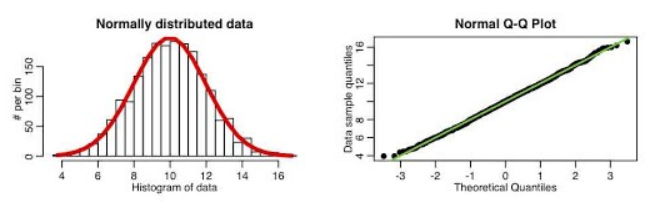 Normally distributed data
# per bin
0
50
100
150
4 6 8 10 12 14 16
Histogram of data
Normal Q-Q Plot
Data sample quantiles
4
6
8
12
16
-3 -2 -1 0 1 2 3
Theoretical Quantiles